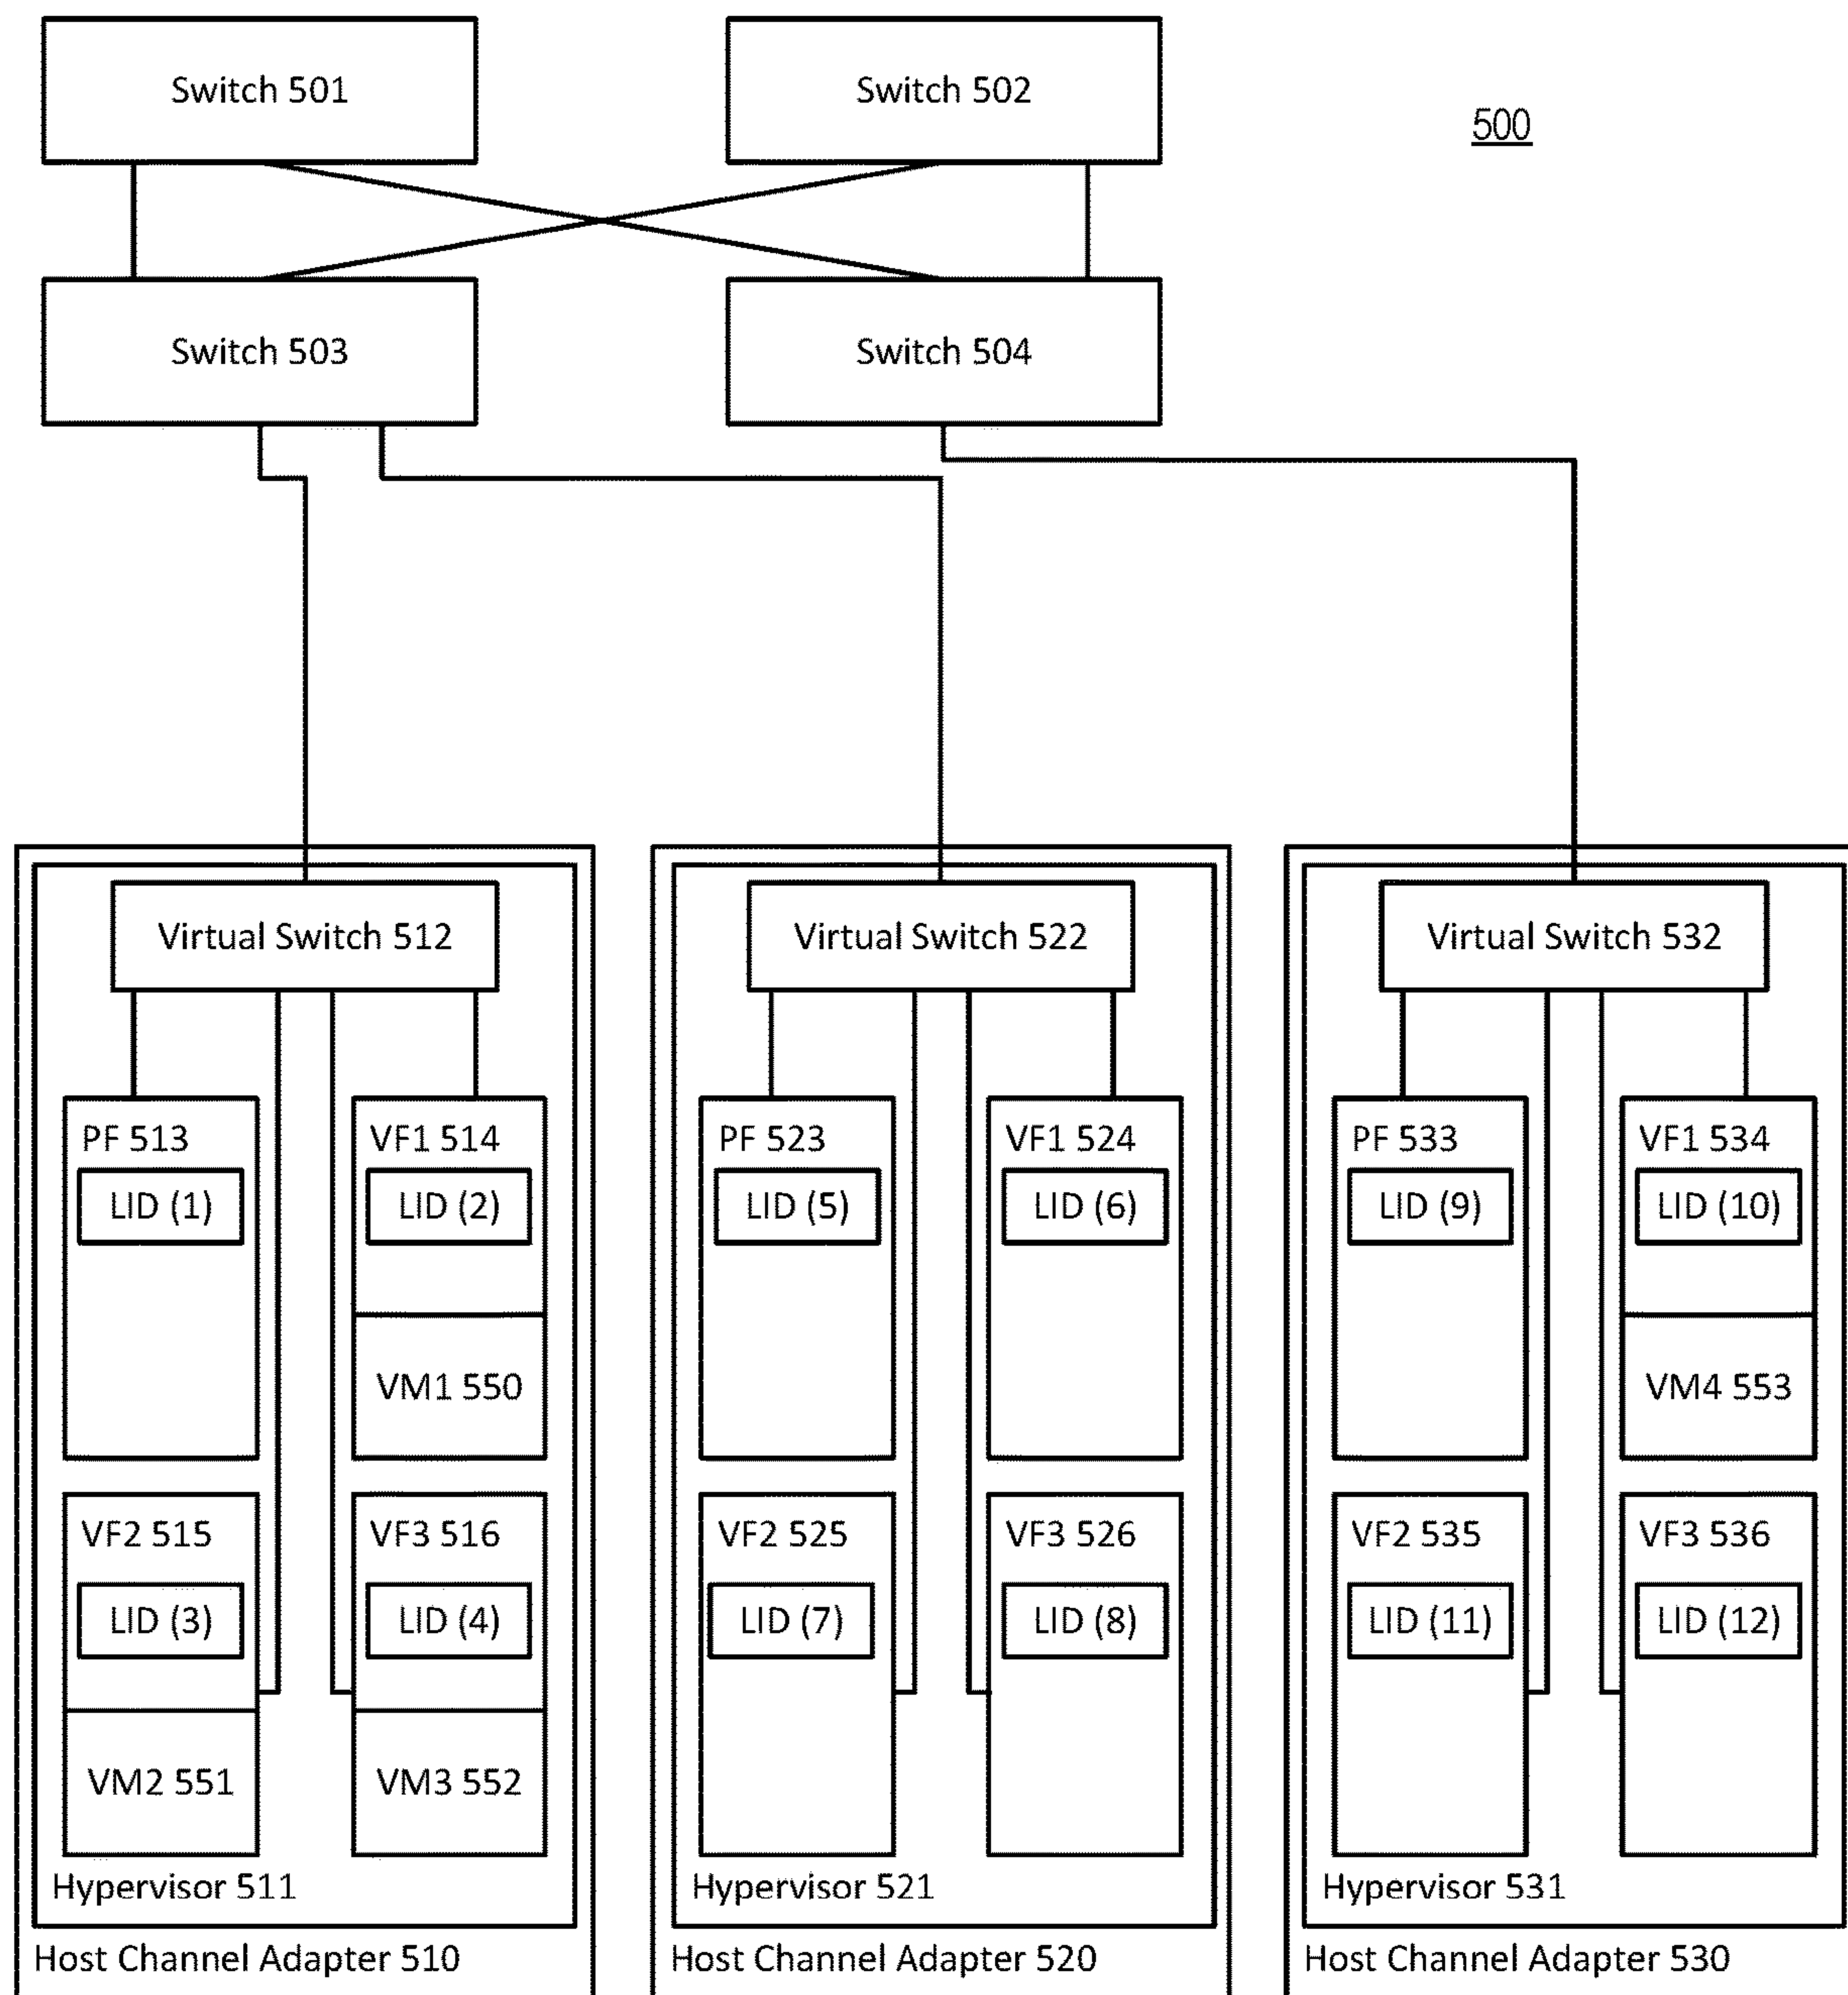 Switch 501
Switch 502
500
Switch 503
Switch 504
Virtual Switch 512
Virtual Switch 522
Virtual Switch 532
PF 513
LID (1)
VF1 514
LID (2)
VM1 550
VF2 515
LID (3)
VM2 551
VF3 516
LID (4)
VM3 552
Hypervisor 511
Host Channel Adapter 510
PF 523
LID (5)
VF1 524
LID (6)
VF2 525
LID (7)
VF3 526
LID (8)
Hypervisor 521
Host Channel Adapter 520
PF 533
LID (9)
VF1 534
LID (10)
VM4 553
VF2 535
LID (11)
VF3 536
LID (12)
Hypervisor 531
Host Channel Adapter 530